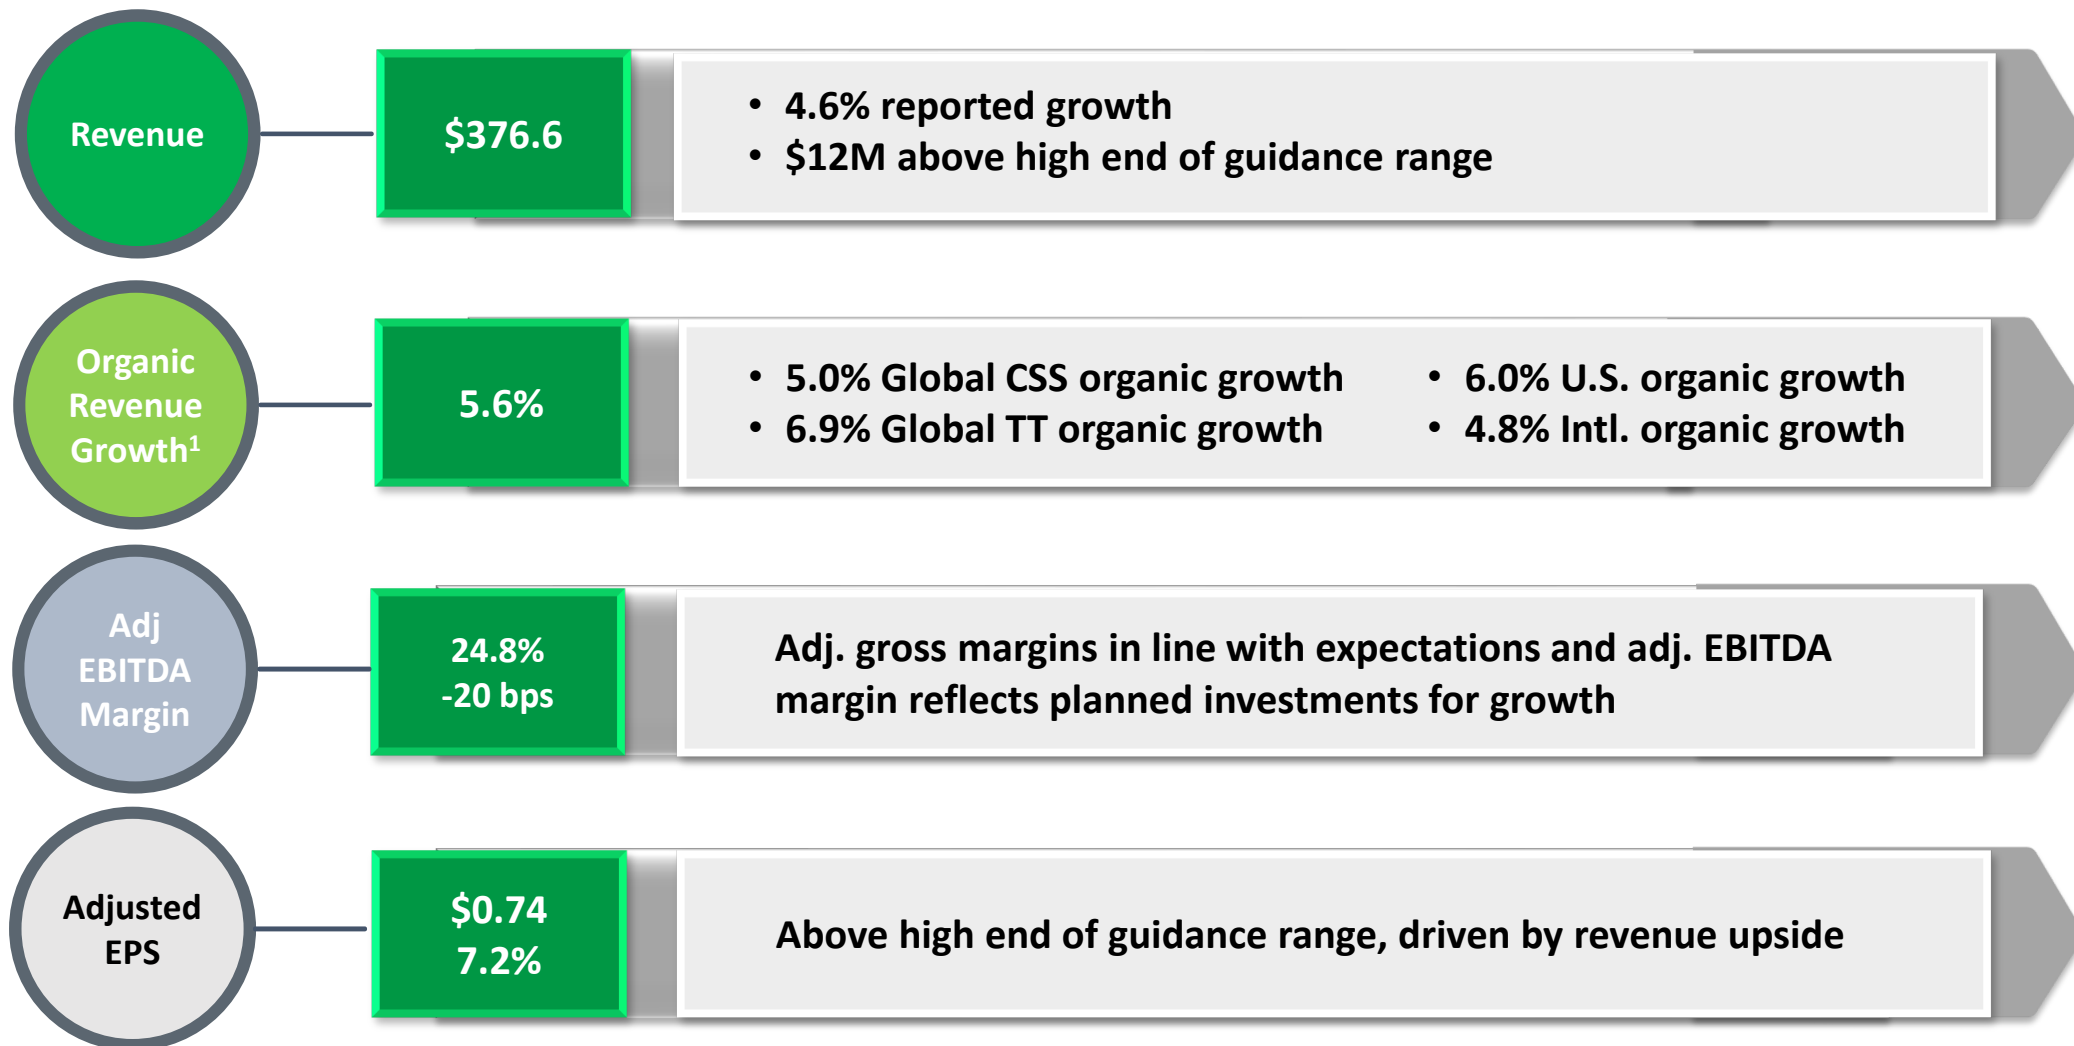 Revenue
$376.6
• 4.6% reported growth
• $12M above high end of guidance range
Organic
Revenue
Growth1
5.6%
• 5.0% Global CSS organic growth
• 6.9% Global TT organic growth
• 6.0% U.S. organic growth
• 4.8% Intl. organic growth
Adj
EBITDA
Margin
24.8%
-20 bps
Adj. gross margins in line with expectations and adj. EBITDA
margin reflects planned investments for growth
Adjusted
EPS
$0.74
7.2%
Above high end of guidance range, driven by revenue upside